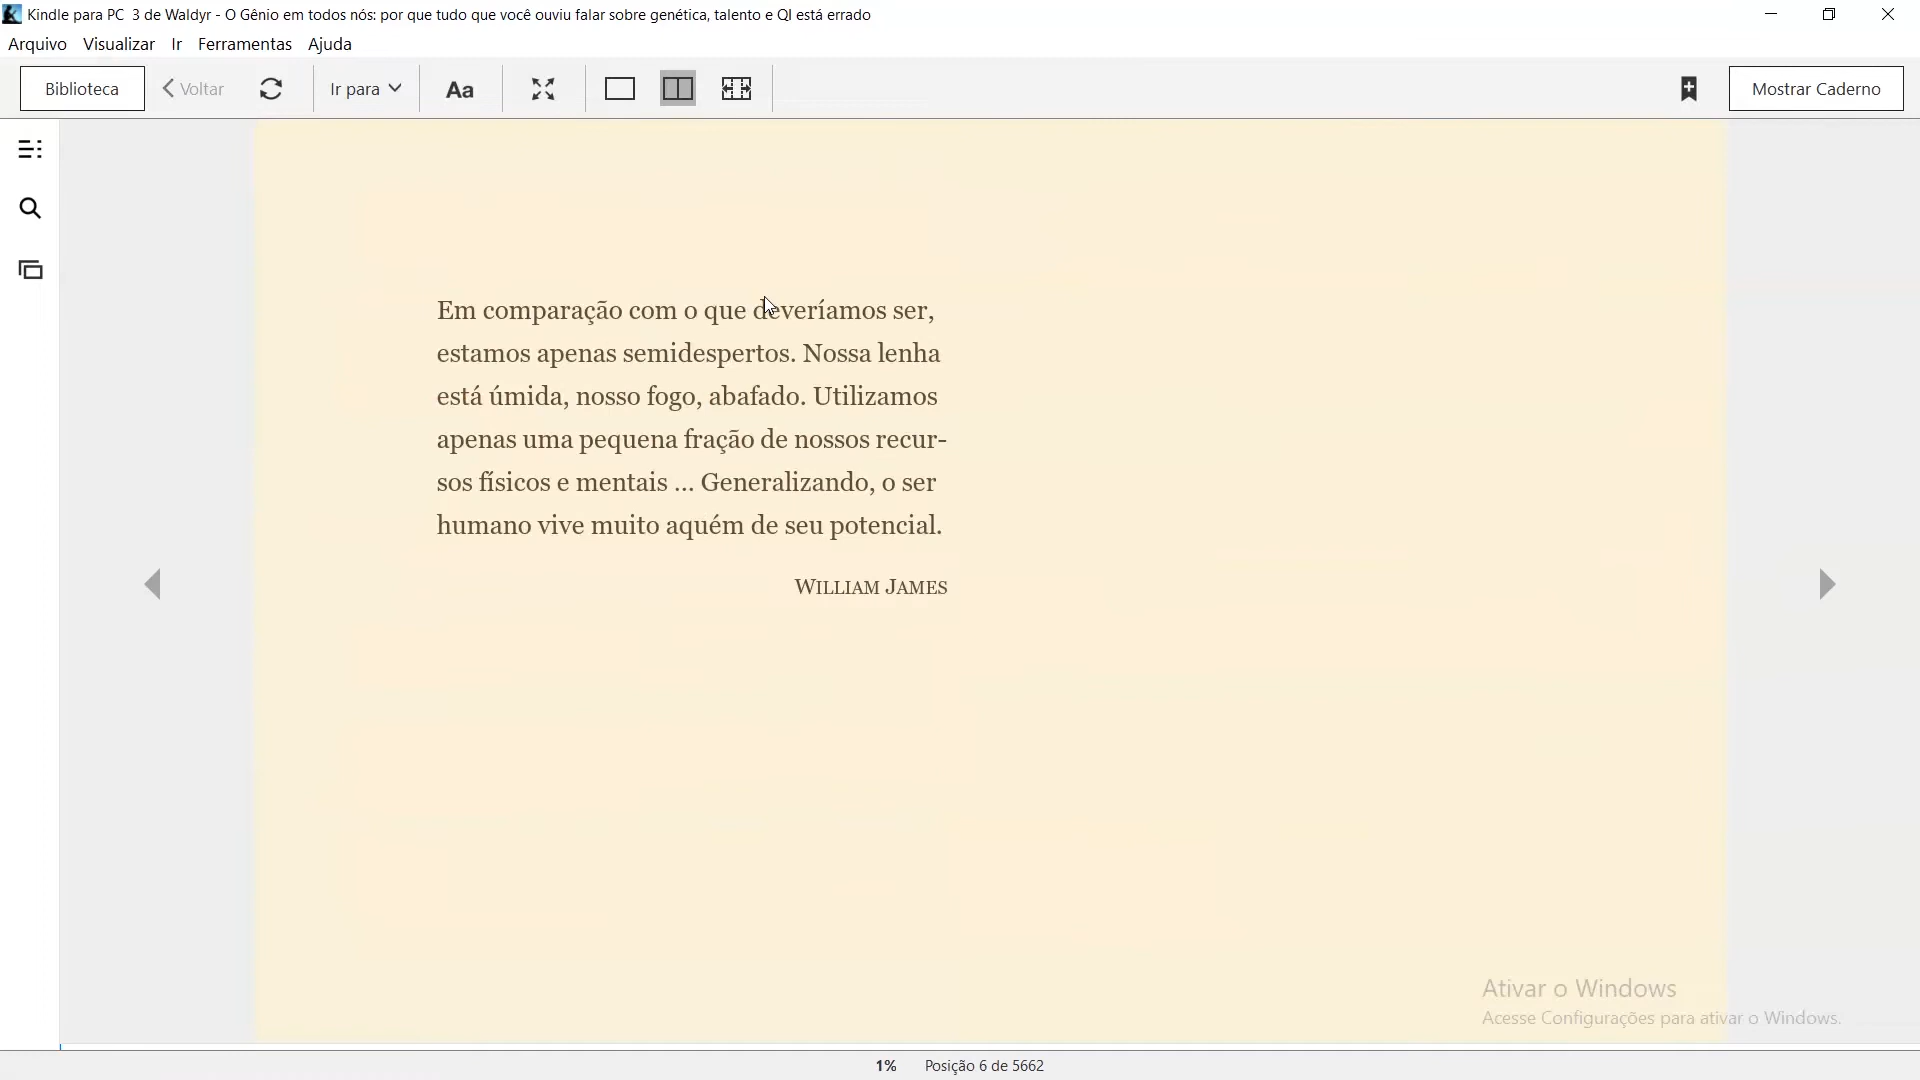 Kindle para PC 3 de Waldyr - O Gênio em todos nós: por que tudo que você ouviu falar sobre genética, talento e QI está errado
Arquivo Visualizar Ir Ferramentas Ajuda
Biblioteca Voltar Ir para Aa Mostrar Caderno
Em comparação com o que deveríamos ser,
estamos apenas semidespertos. Nossa lenha
está úmida, nosso fogo, abafado. Utilizamos
apenas uma pequena fração de nossos recur-
sos físicos e mentais ... Generalizando, o ser
humano vive muito aquém de seu potencial.
WILLIAM JAMES
Ativar o Windows
Acesse Configurações para ativar o Windows.
1% Posição 6 de 5662